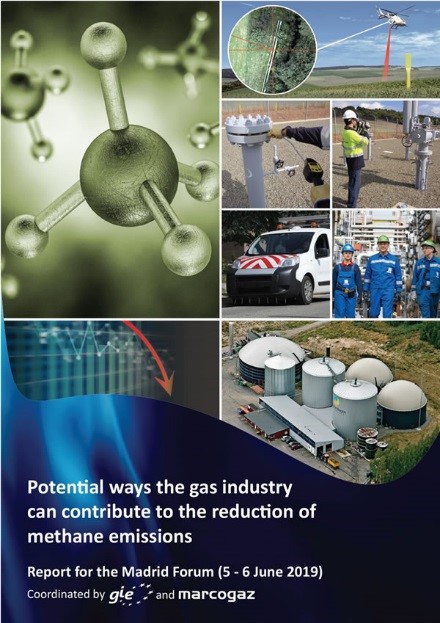 Potential ways the gas industry
can contribute to the reduction of
methane emissions
Report for the Madrid Forum (5 - 6 June 2019)
Coordinated by gie and marcogaz